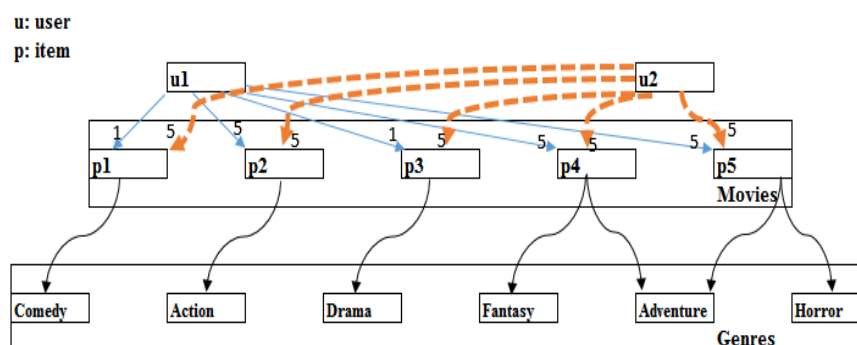 u: user
p: item
u1 u2
1 5 5 5 1 5 5 5 5 5
p1 p2 p3 p4 p5
Movies
Comedy Action Drama Fantasy Adventure Horror
Genres